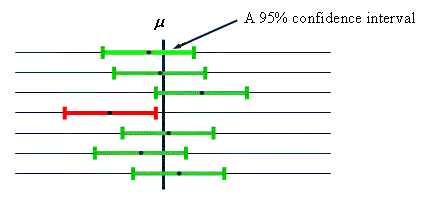 A 95% confidence interval
μ